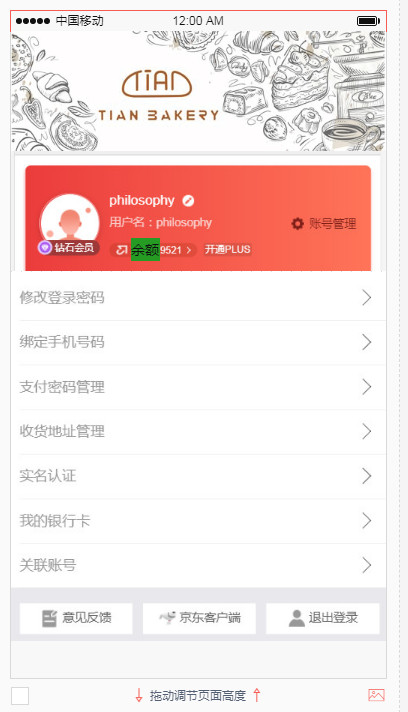 中国移动 12:00 AM
TIAN
TIAN BAKERY
philosophy
用户名：philosophy
账号管理
钻石会员 余额9521 开通PLUS
修改登录密码
绑定手机号码
支付密码管理
收货地址管理
实名认证
我的银行卡
关联账号
意见反馈 京东客户端 退出登录
拖动调节页面高度